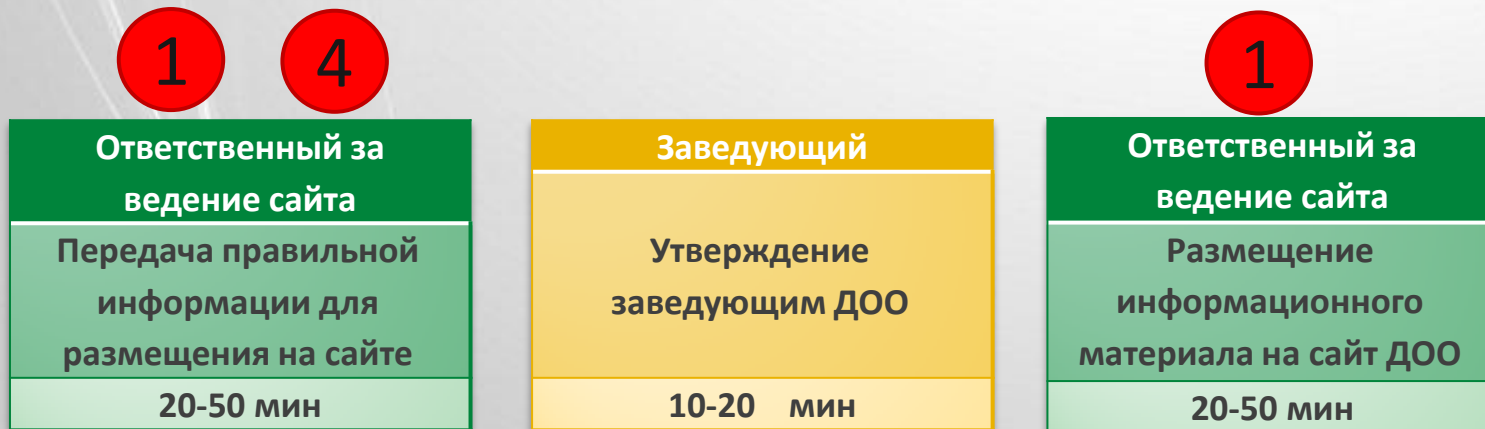 1
4
Ответственный за
ведение сайта
Передача правильной
информации для
размещения на сайте
20-50 мин
Заведующий
Утверждение
заведующим ДОО
10-20 мин
1
Ответственный за
ведение сайта
Размещение
информационного
материала на сайт ДОО
20-50 мин